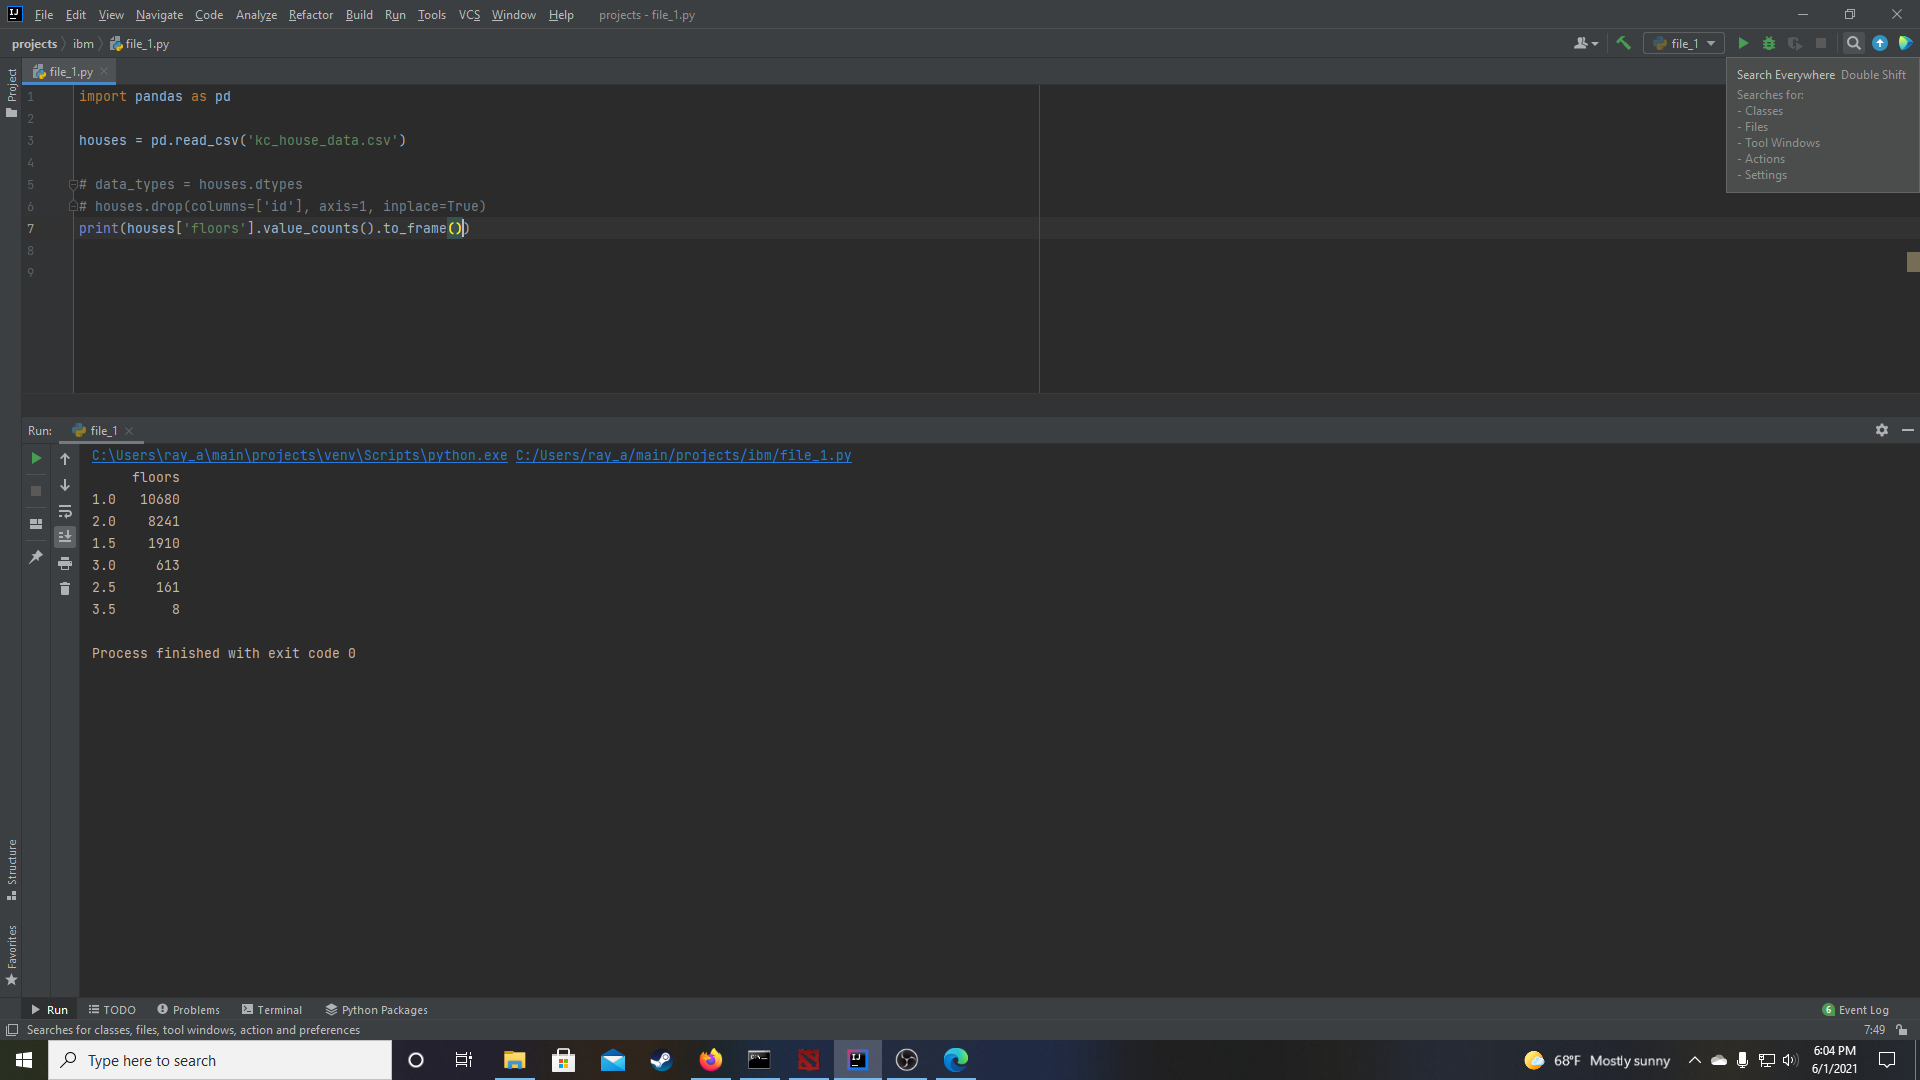 IJ File Edit View Navigate Code Analyze Refactor Build Run Tools VCS Window Help projects - file_1.py
projects ibm file_1.py
file_1
file_1.py
Search Everywhere Double Shift
Searches for:
- Classes
- Files
- Tool Windows
- Actions
- Settings
Project
1 import pandas as pd
2
3 houses = pd.read_csv('kc_house_data.csv')
4
5 # data_types = houses.dtypes
6 # houses.drop(columns=['id'], axis=1, inplace=True)
7 print(houses['floors'].value_counts().to_frame())
8
9
Run: file_1
C:\Users\ray_a\main\projects\venv\Scripts\python.exe C:/Users/ray_a/main/projects/ibm/file_1.py
floors
1.0 10680
2.0 8241
1.5 1910
3.0 613
2.5 161
3.5 8
Process finished with exit code 0
Structure
Favorites
Run TODO Problems Terminal Python Packages 6 Event Log
Searches for classes, files, tool windows, action and preferences 7:49
Type here to search
IJ
68°F Mostly sunny
6:04 PM
6/1/2021